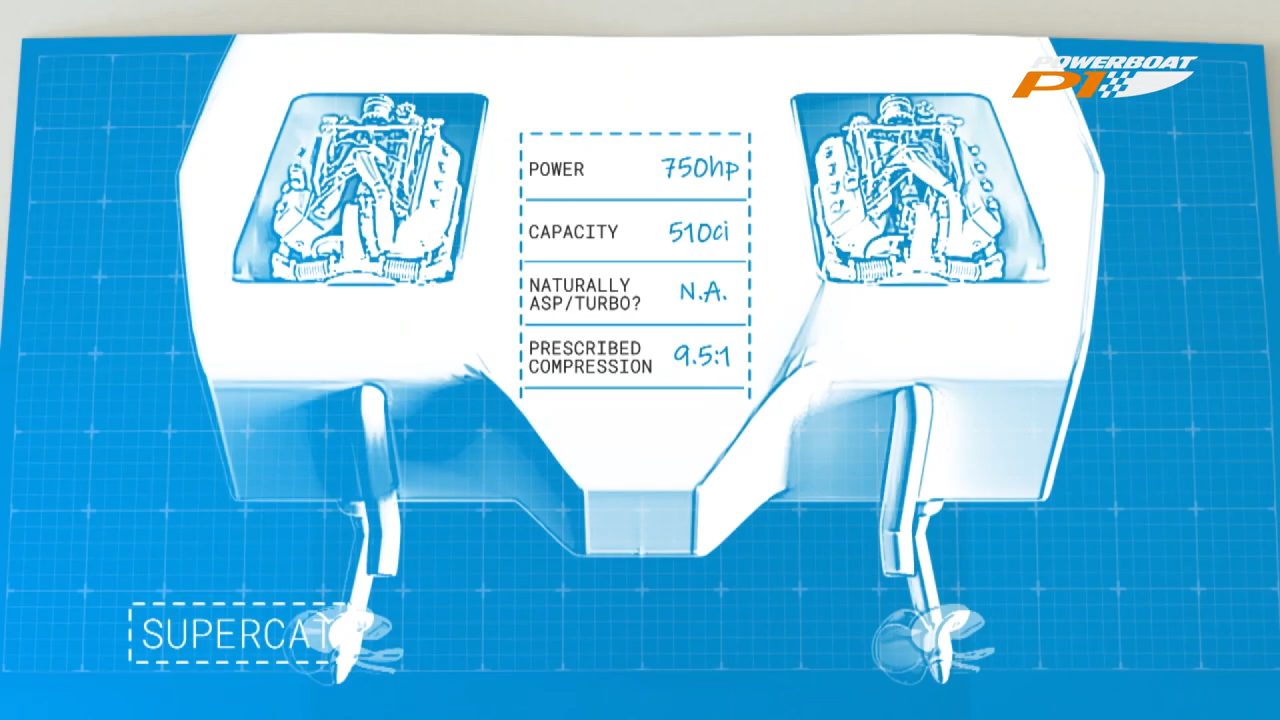 POWERBOAT
P1
POWER 750hp
CAPACITY 510ci
NATURALLY
ASP/TURBO? N.A.
PRESCRIBED
COMPRESSION 9.5:1
SUPERCAT